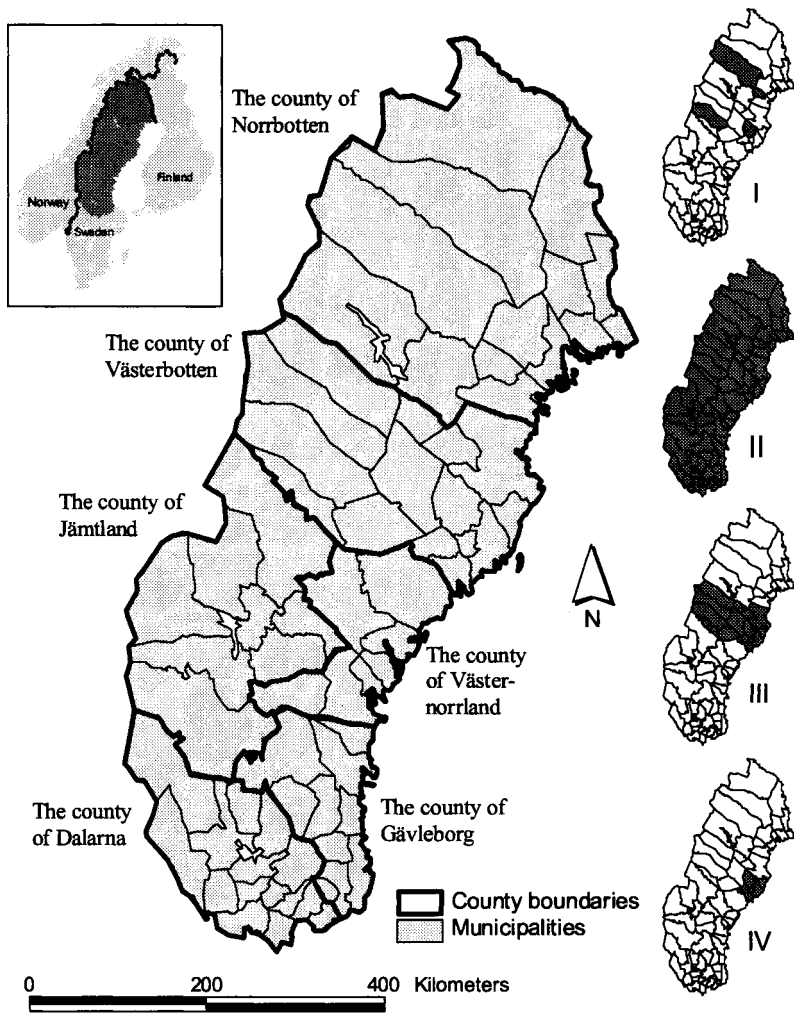 The county of
Norrbotten
Norway
Finland
Sweden
The county of
Västerbotten
The county of
Jämtland
The county
of Väster-
norrland
The county
of Dalarna
The county of
Gävleborg
N
County boundaries
Municipalities
0 200 400 Kilometers
I
II
III
IV